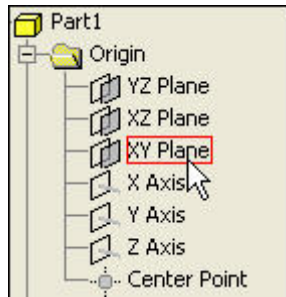 Part1
Origin
YZ Plane
XZ Plane
XY Plane
X Axis
Y Axis
Z Axis
Center Point